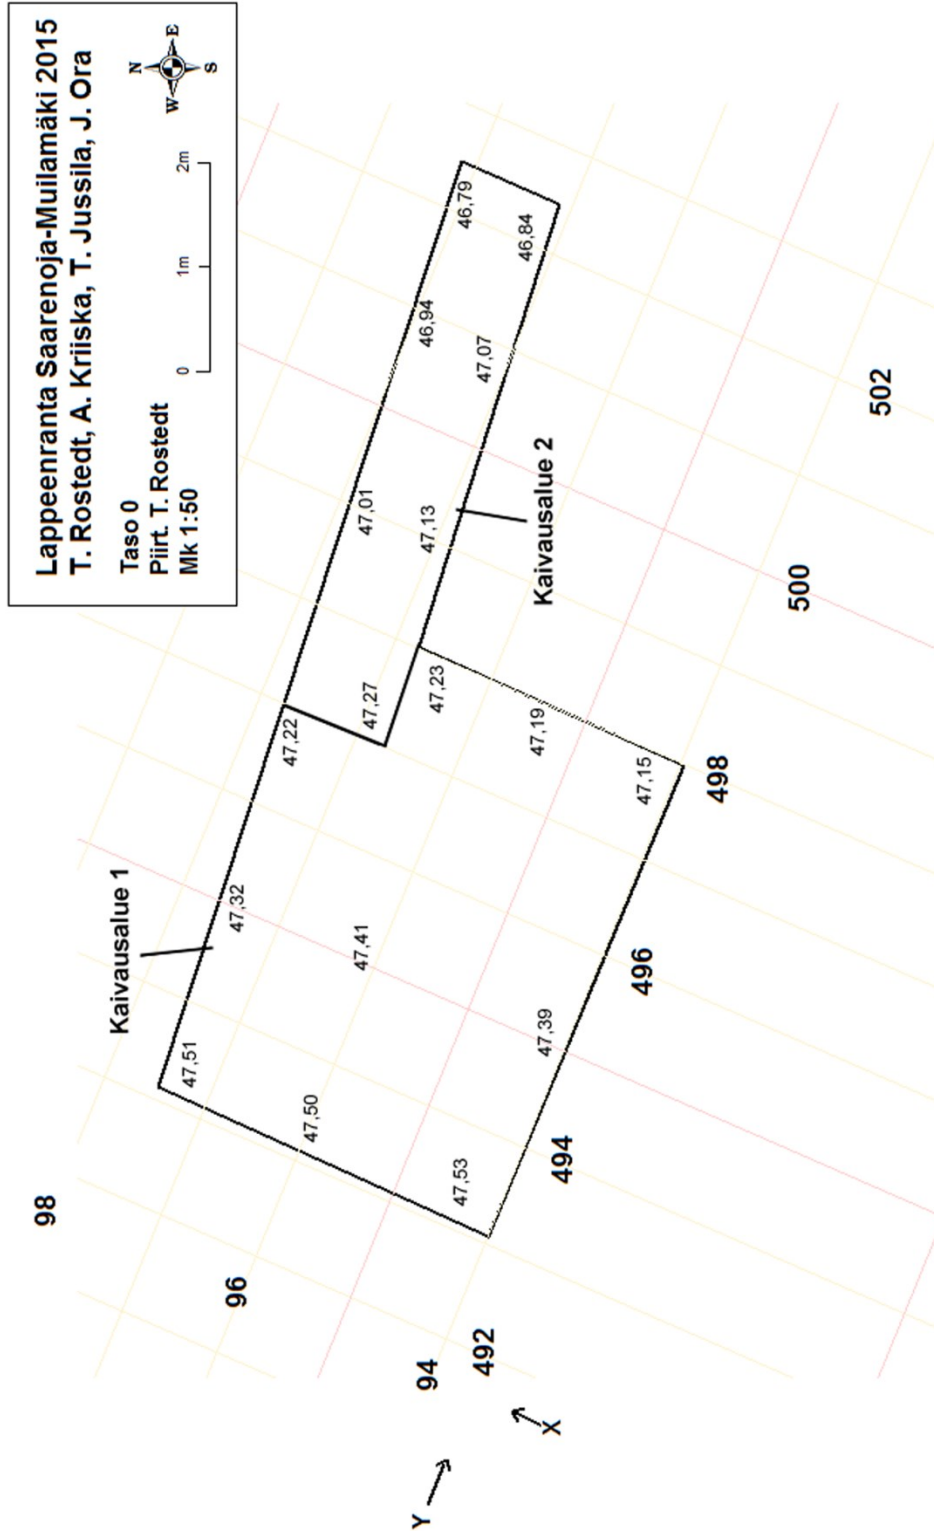 Lappeenranta Saarenoja-Muilamäki 2015
T. Rostedt, A. Kriiska, T. Jussila, J. Ora
Taso 0
Piirt. T. Rostedt
Mk 1:50
0 1m 2m
N
W E
S
Kaivausalue 1
Kaivausalue 2
47,51
47,32
47,22
47,50
47,41
47,27
47,23
47,53
47,39
47,19
47,15
47,01
46,94
46,79
47,13
47,07
46,84
98
96
94
492
494
496
498
500
502
Y
X